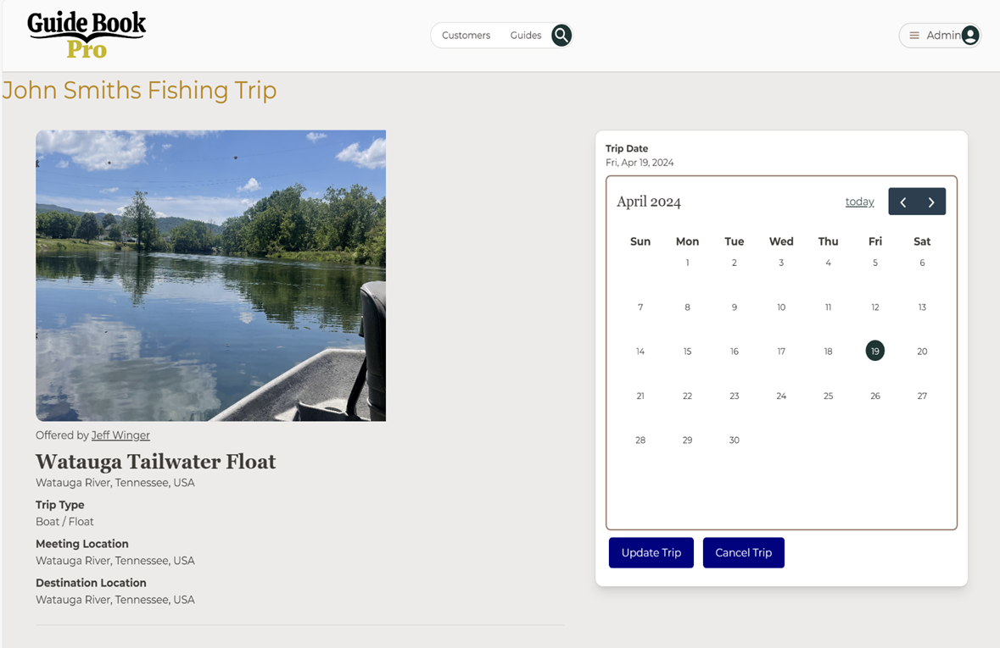 Guide Book
Pro
Customers Guides
Admin
John Smiths Fishing Trip
Offered by Jeff Winger
Watauga Tailwater Float
Watauga River, Tennessee, USA
Trip Type
Boat / Float
Meeting Location
Watauga River, Tennessee, USA
Destination Location
Watauga River, Tennessee, USA
Trip Date
Fri, Apr 19, 2024
April 2024 today
Sun Mon Tue Wed Thu Fri Sat
1 2 3 4 5 6
7 8 9 10 11 12 13
14 15 16 17 18 19 20
21 22 23 24 25 26 27
28 29 30
Update Trip Cancel Trip